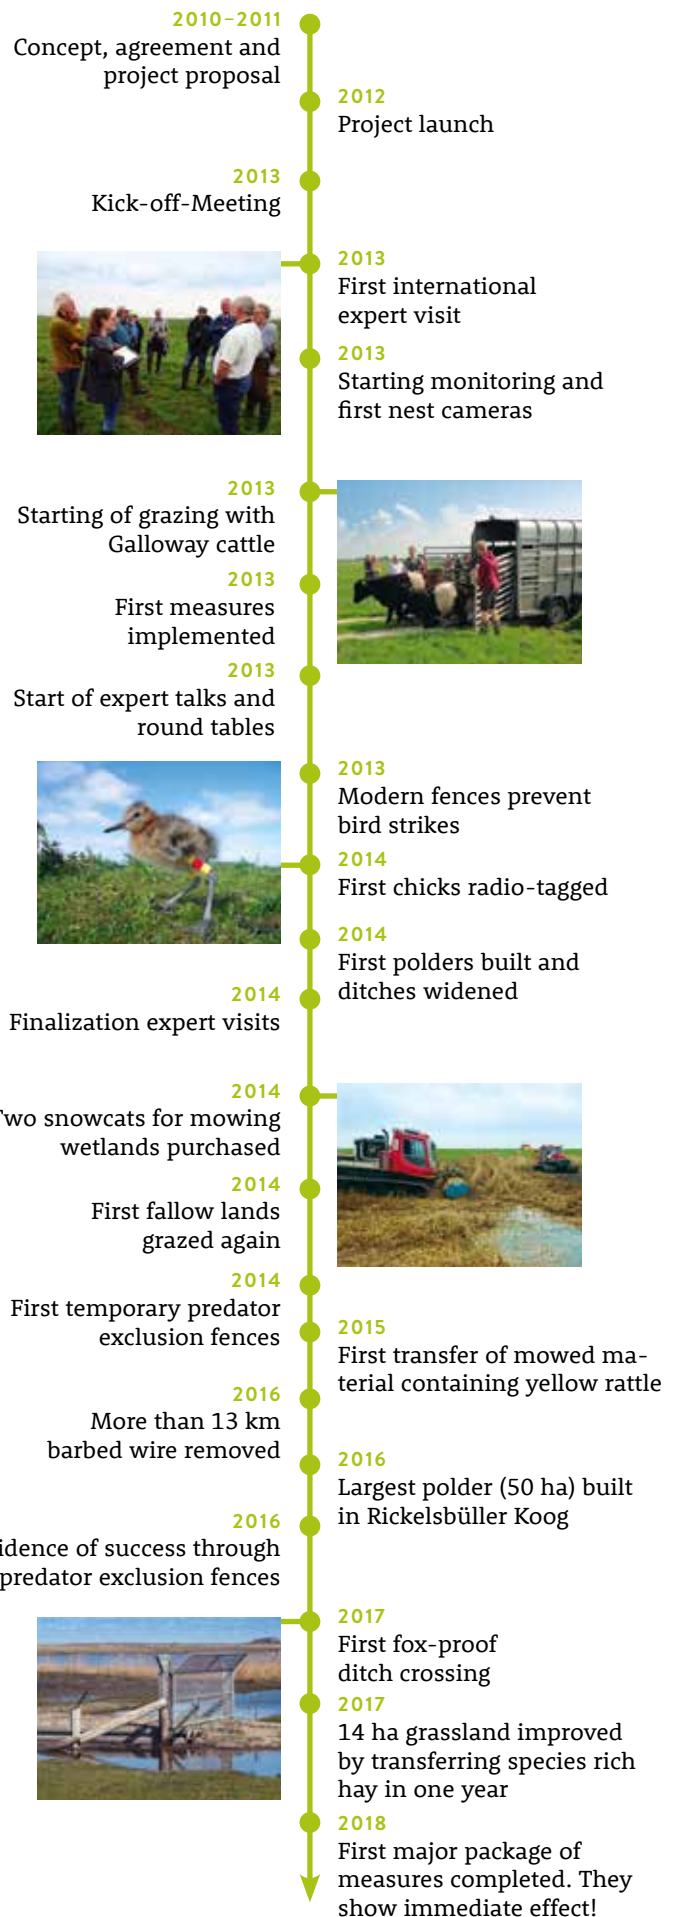 2010–2011
Concept, agreement and
project proposal
2012
Project launch
2013
Kick-off-Meeting
2013
First international
expert visit
2013
Starting monitoring and
first nest cameras
2013
Starting of grazing with
Galloway cattle
2013
First measures
implemented
2013
Start of expert talks and
round tables
2013
Modern fences prevent
bird strikes
2014
First chicks radio-tagged
2014
First polders built and
ditches widened
2014
Finalization expert visits
2014
snowcats for mowing
wetlands purchased
2014
First fallow lands
grazed again
2014
First temporary predator
exclusion fences
2015
First transfer of mowed ma-
terial containing yellow rattle
2016
More than 13 km
barbed wire removed
2016
Largest polder (50 ha) built
in Rickelsbüller Koog
2016
of success through
predator exclusion fences
2017
First fox-proof
ditch crossing
2017
14 ha grassland improved
by transferring species rich
hay in one year
2018
First major package of
measures completed. They
show immediate effect!